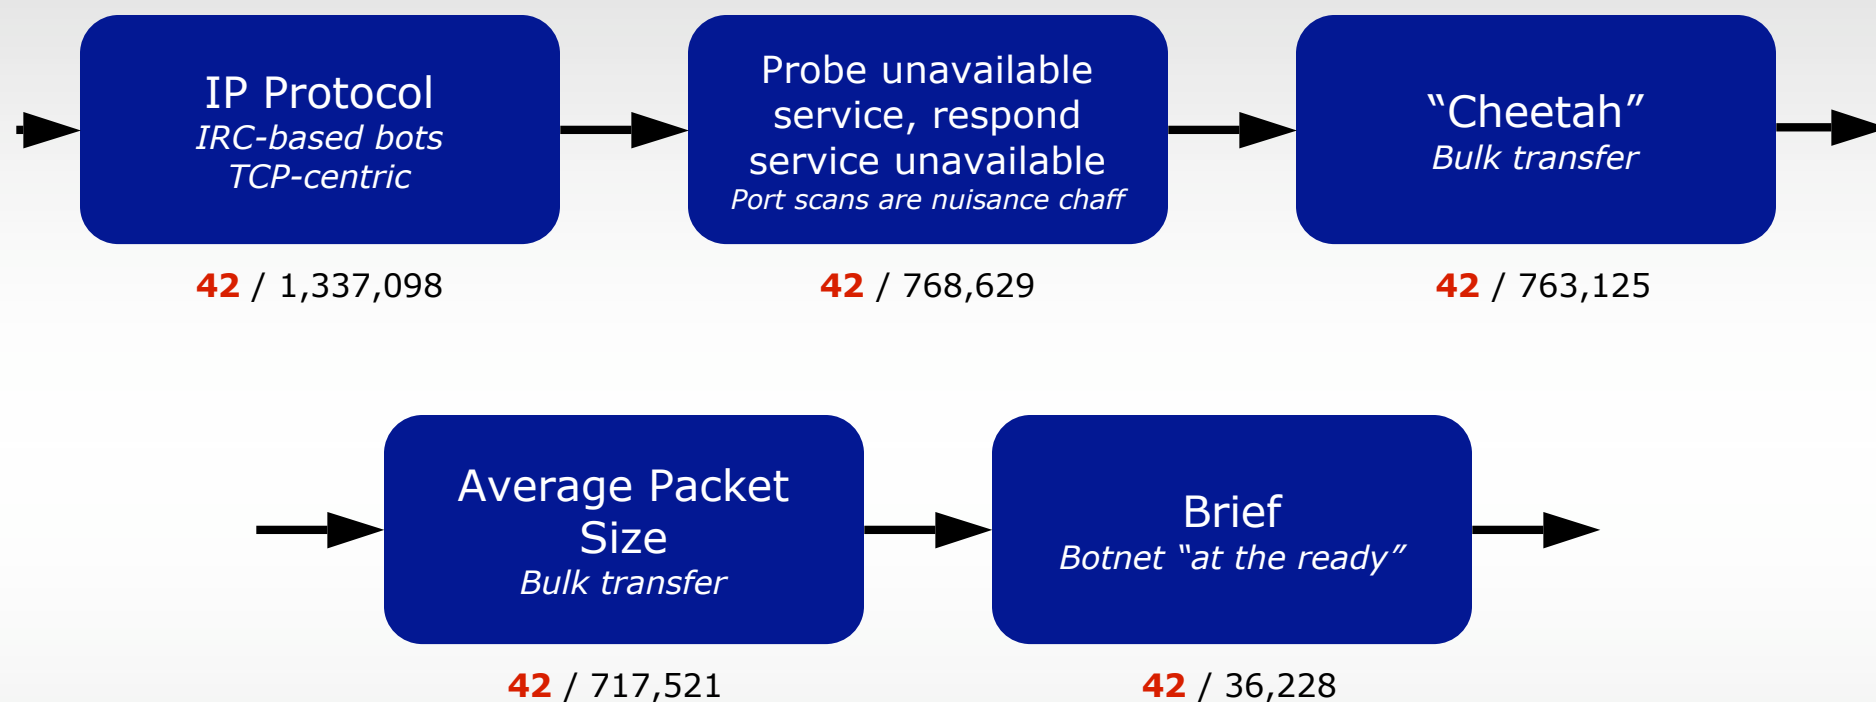 IP Protocol
IRC-based bots
TCP-centric
42 / 1,337,098
Probe unavailable
service, respond
service unavailable
Port scans are nuisance chaff
42 / 768,629
“Cheetah”
Bulk transfer
42 / 763,125
Average Packet
Size
Bulk transfer
42 / 717,521
Brief
Botnet “at the ready”
42 / 36,228